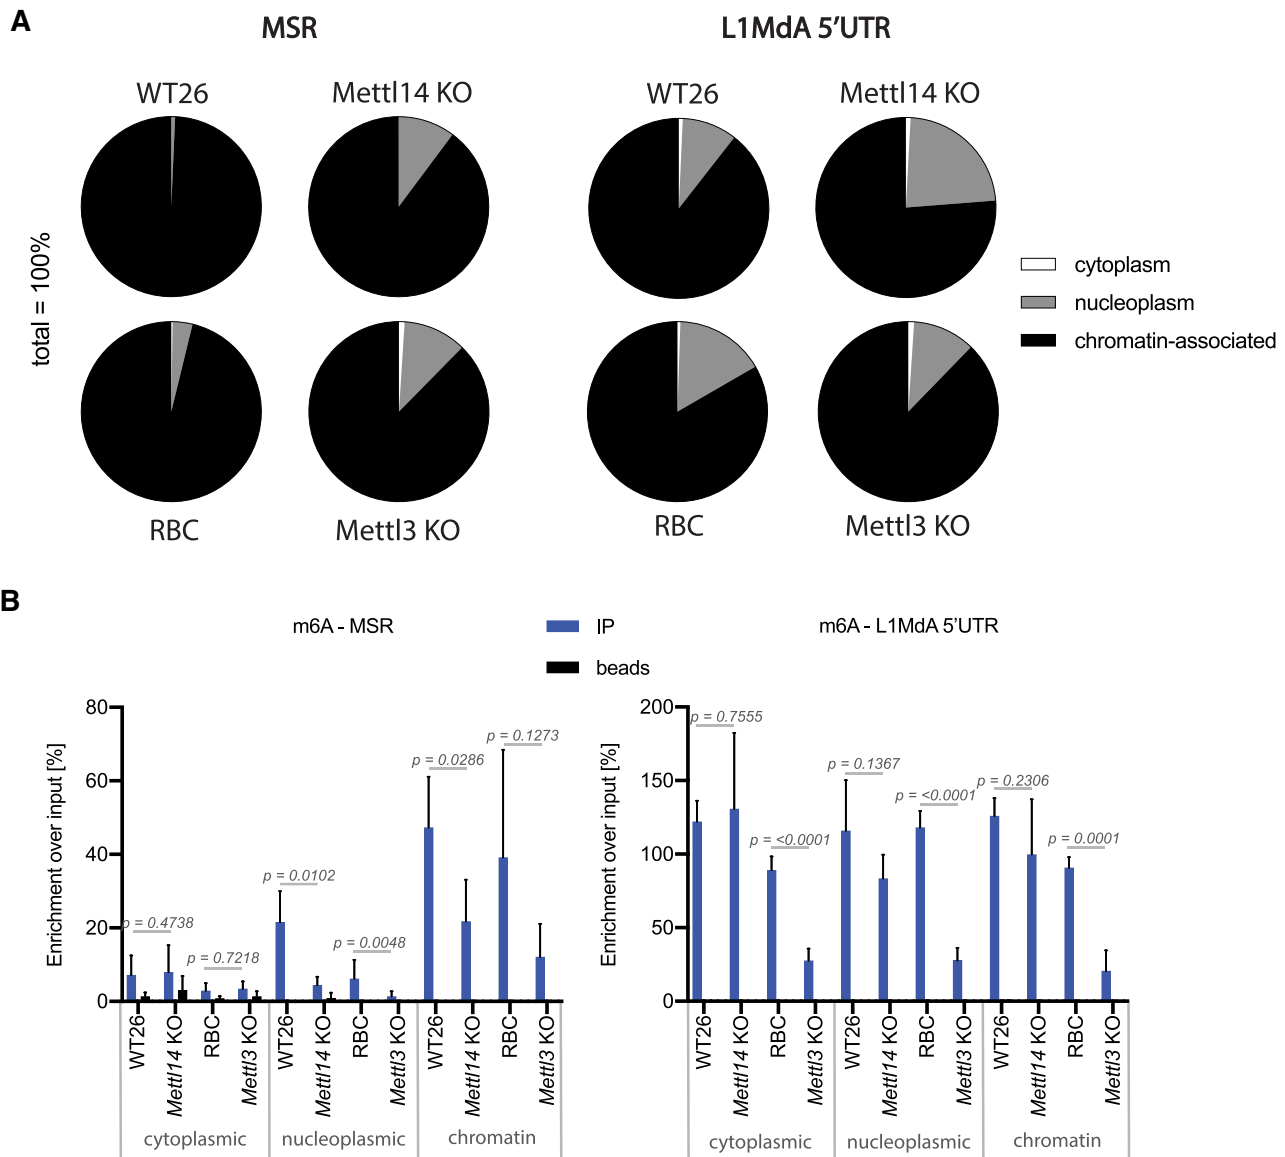 A
MSR
L1MdA 5’UTR
WT26
Mettl14 KO
WT26
Mettl14 KO
total = 100%
cytoplasm
nucleoplasm
chromatin-associated
RBC
Mettl3 KO
RBC
Mettl3 KO
B
m6A - MSR
IP
beads
m6A - L1MdA 5’UTR
Enrichment over input [%]
80
60
40
20
0
p = 0.4738
p = 0.7218
p = 0.0102
p = 0.0048
p = 0.0286
p = 0.1273
WT26
Mettl14 KO
RBC
Mettl3 KO
WT26
Mettl14 KO
RBC
Mettl3 KO
WT26
Mettl14 KO
RBC
Mettl3 KO
cytoplasmic
nucleoplasmic
chromatin
Enrichment over input [%]
200
150
100
50
0
p = 0.7555
p = <0.0001
p = 0.1367
p = <0.0001
p = 0.2306
p = 0.0001
WT26
Mettl14 KO
RBC
Mettl3 KO
WT26
Mettl14 KO
RBC
Mettl3 KO
WT26
Mettl14 KO
RBC
Mettl3 KO
cytoplasmic
nucleoplasmic
chromatin